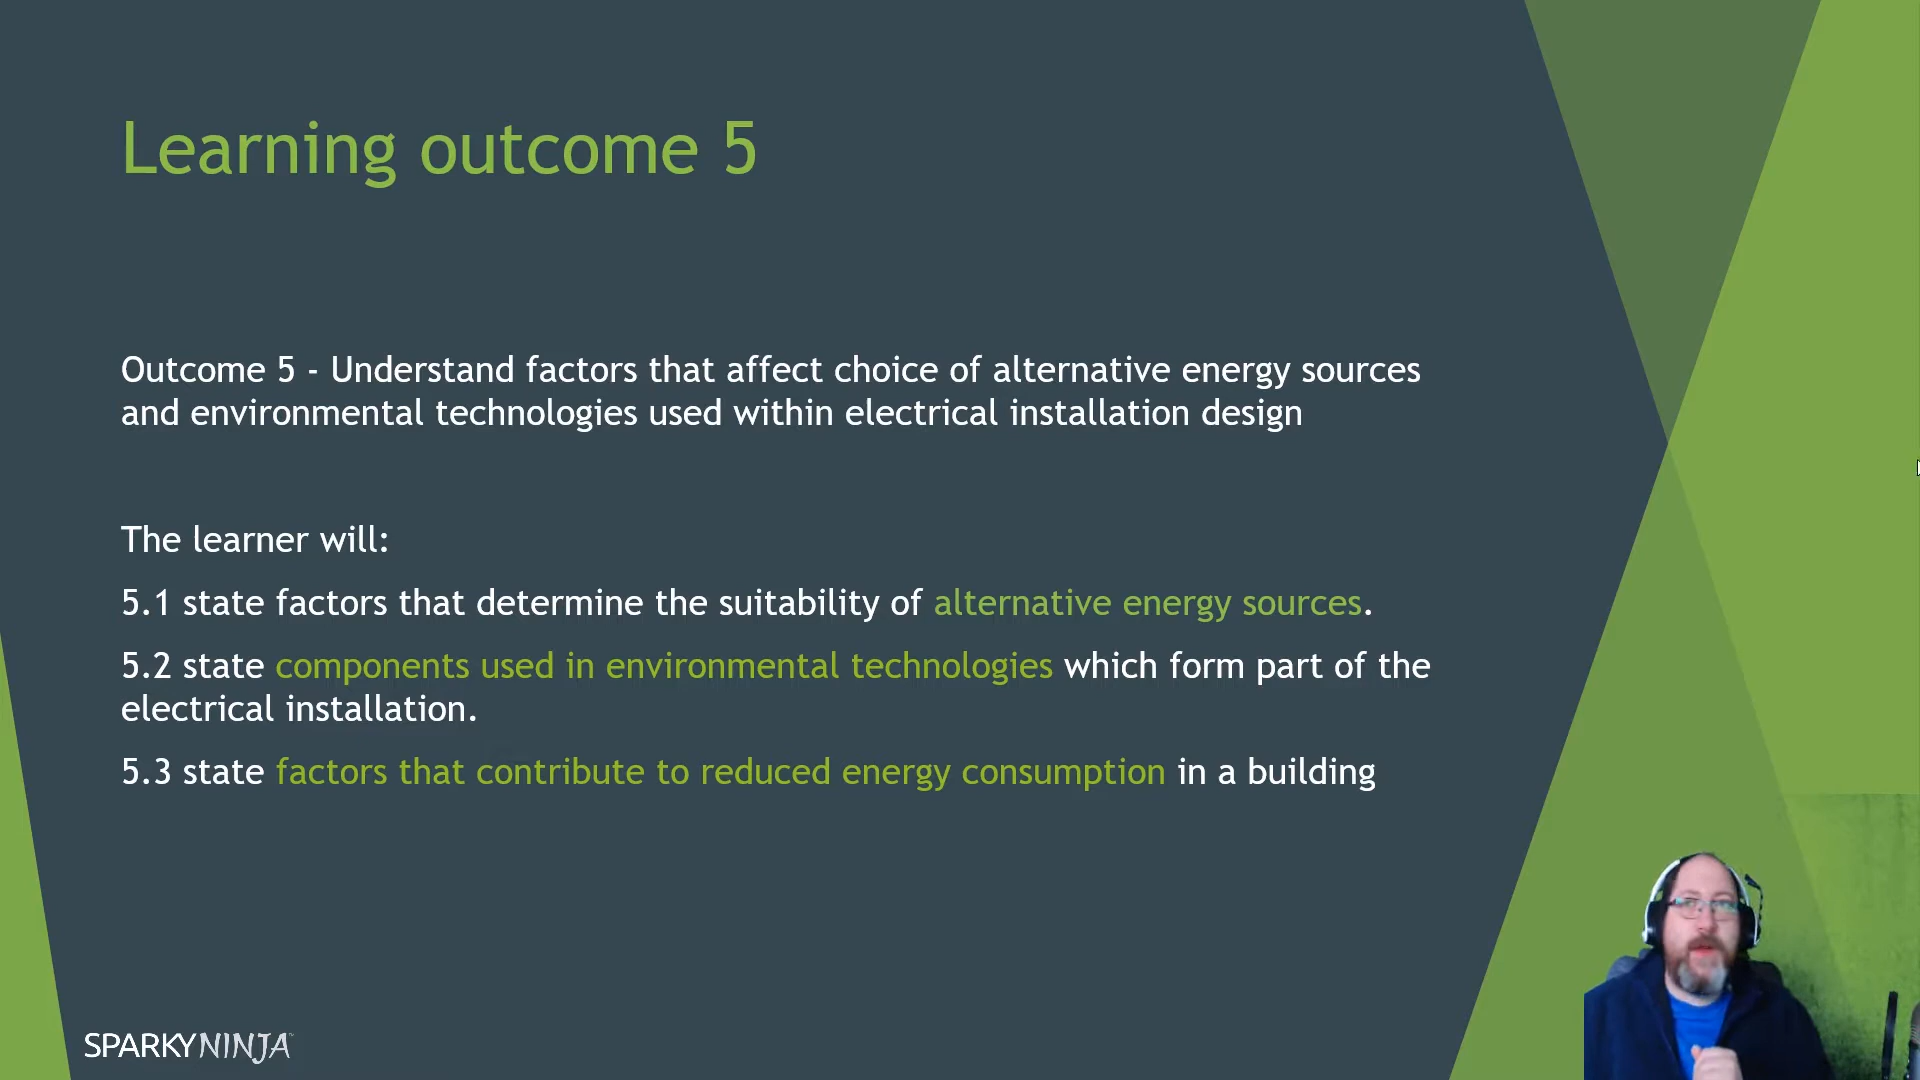 Learning outcome 5
Outcome 5 - Understand factors that affect choice of alternative energy sources
and environmental technologies used within electrical installation design
The learner will:
5.1 state factors that determine the suitability of alternative energy sources.
5.2 state components used in environmental technologies which form part of the
electrical installation.
5.3 state factors that contribute to reduced energy consumption in a building
SPARKYNINJA